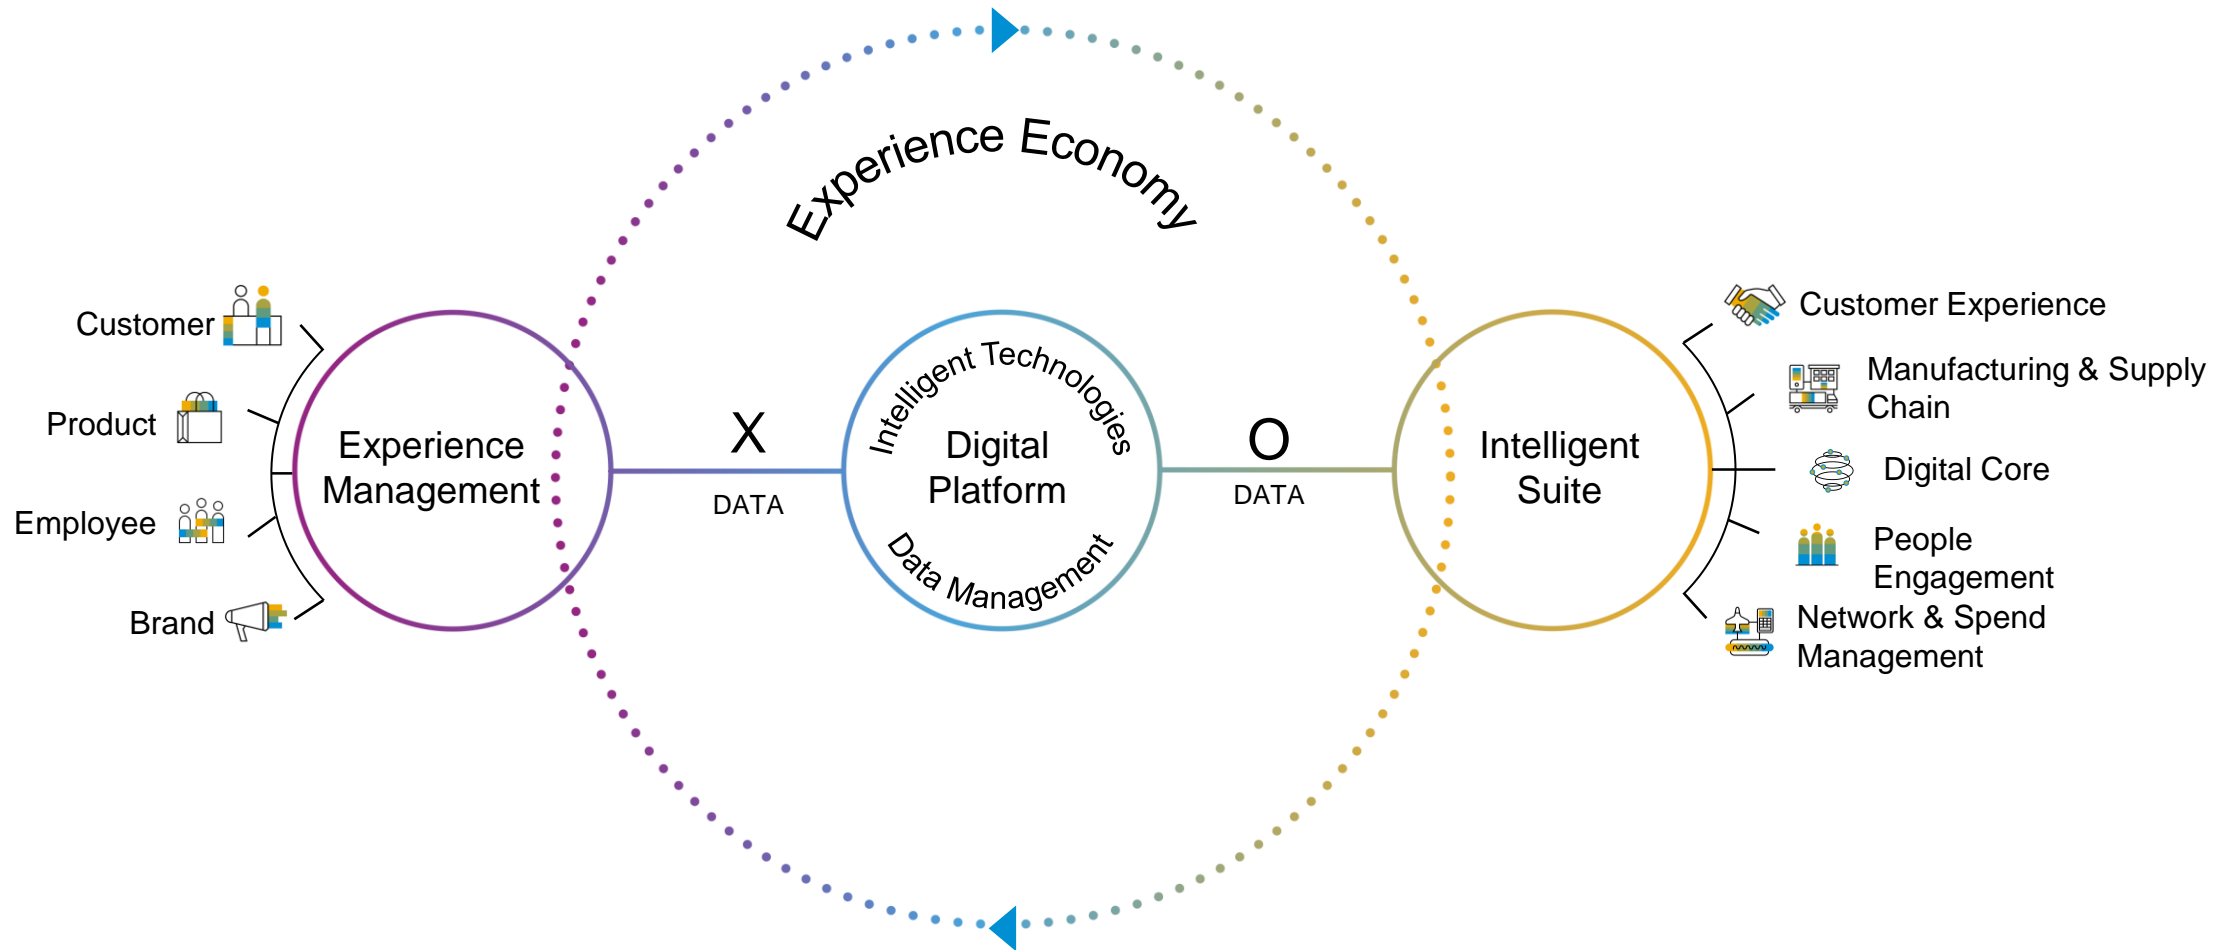 Experience Economy
Customer
Product
Employee
Brand
Experience
Management
X
DATA
Intelligent Technologies
Digital
Platform
Data Management
O
DATA
Intelligent
Suite
Customer Experience
Manufacturing & Supply
Chain
Digital Core
People
Engagement
Network & Spend
Management